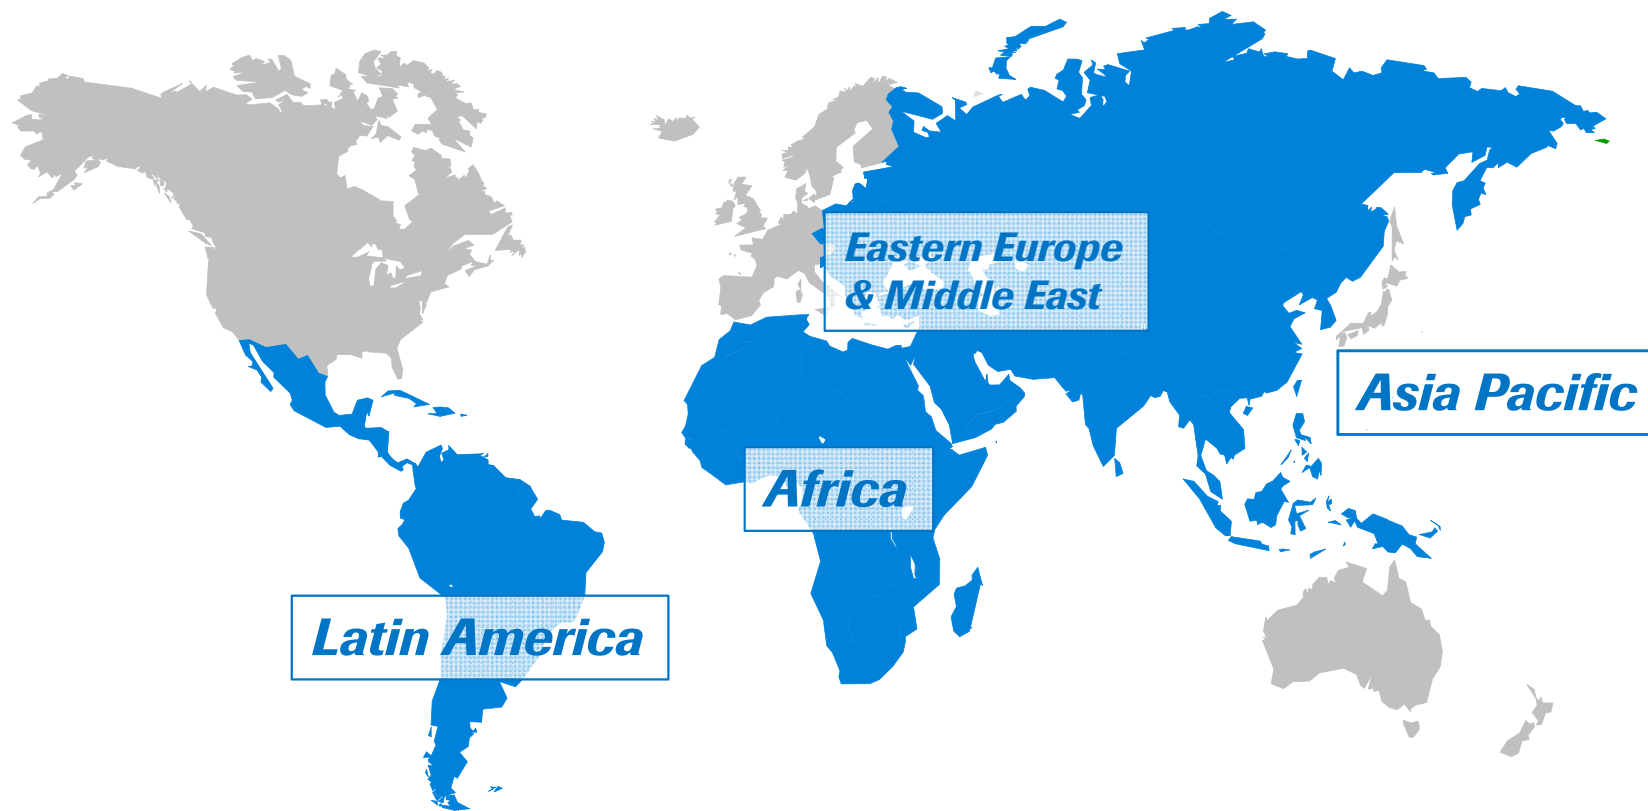 Eastern Europe
& Middle East
Asia Pacific
Africa
Latin America